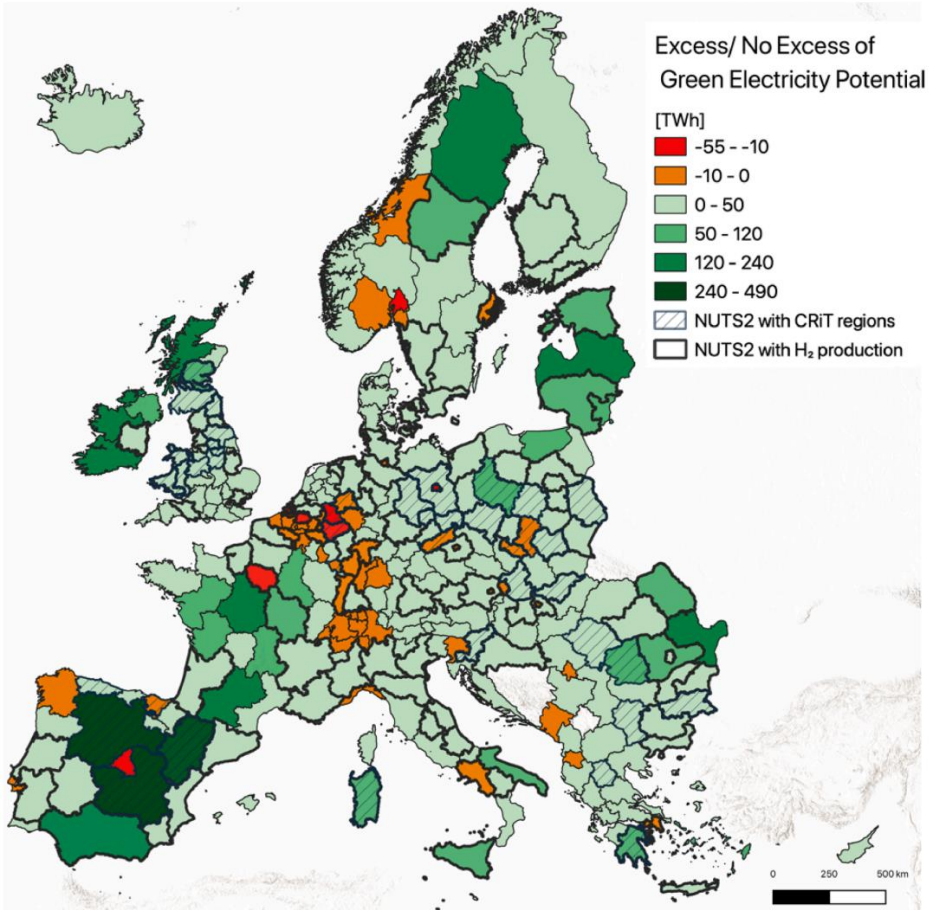 Excess/ No Excess of
Green Electricity Potential
[TWh]
-55 - -10
-10 - 0
0 - 50
50 - 120
120 - 240
240 - 490
NUTS2 with CRiT regions
NUTS2 with H₂ production
0 250 500 km